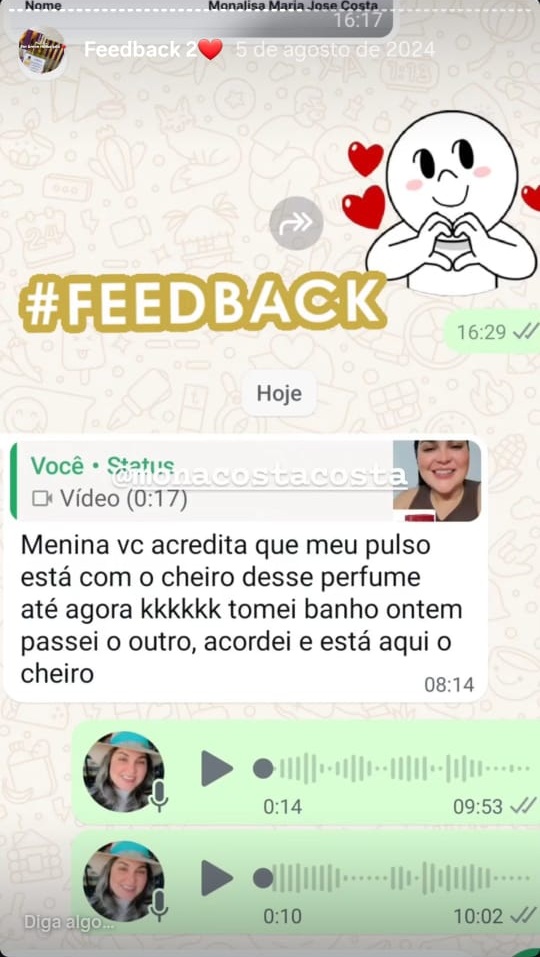 Nome Monalisa Maria Jose Costa
16:17
Feedback 2❤️ 5 de agosto de 2024
#FEEDBACK
16:29
Hoje
Você • Status
@monacostacosta
Vídeo (0:17)
Menina vc acredita que meu pulso
está com o cheiro desse perfume
até agora kkkkkk tomei banho ontem
passei o outro, acordei e está aqui o
cheiro
08:14
0:14 09:53
0:10 10:02
Diga algo...